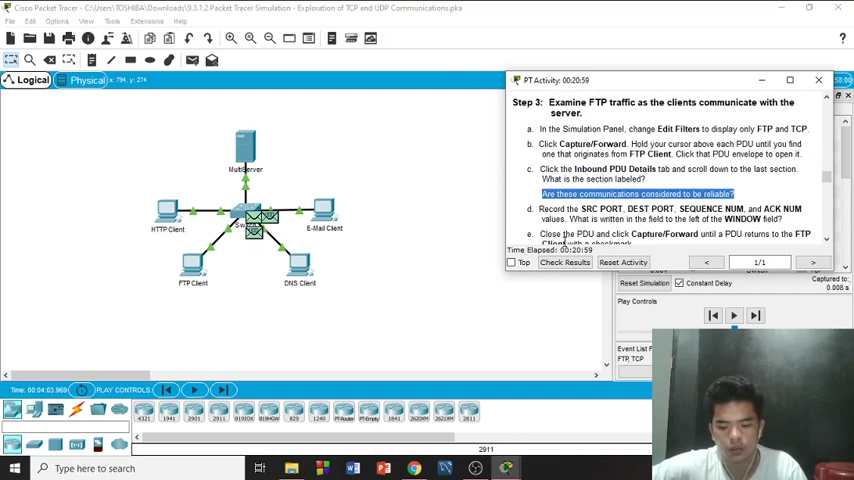 Cisco Packet Tracer - C:\Users\TOSHIBA\Downloads\9.3.1.2 Packet Tracer Simulation - Exploration of TCP and UDP Communications.pka
File Edit Options View Tools Extensions Help
Logical
Physical
x: 794, y: 274
PT Activity: 00:20:59
Step 3: Examine FTP traffic as the clients communicate with the
server.
a. In the Simulation Panel, change Edit Filters to display only FTP and TCP.
b. Click Capture/Forward. Hold your cursor above each PDU until you find
one that originates from FTP Client. Click that PDU envelope to open it.
c. Click the Inbound PDU Details tab and scroll down to the last section.
What is the section labeled?
Are these communications considered to be reliable?
d. Record the SRC PORT, DEST PORT, SEQUENCE NUM, and ACK NUM
values. What is written in the field to the left of the WINDOW field?
e. Close the PDU and click Capture/Forward until a PDU returns to the FTP
Client with a checkmark.
Time Elapsed: 00:20:59
Top
Check Results
Reset Activity
<
1/1
>
MultiServer
HTTP Client
E-Mail Client
FTP Client
DNS Client
Reset Simulation
Constant Delay
Captured to:
0.008 s
Play Controls
Event List F
FTP, TCP
Time: 00:04:03.969
PLAY CONTROLS:
4321 1941 2901 2911 819IOX 819HGW 829 1240 PT-Router PT-Empty 1841 2620XM 2621XM 2811
2911
Type here to search